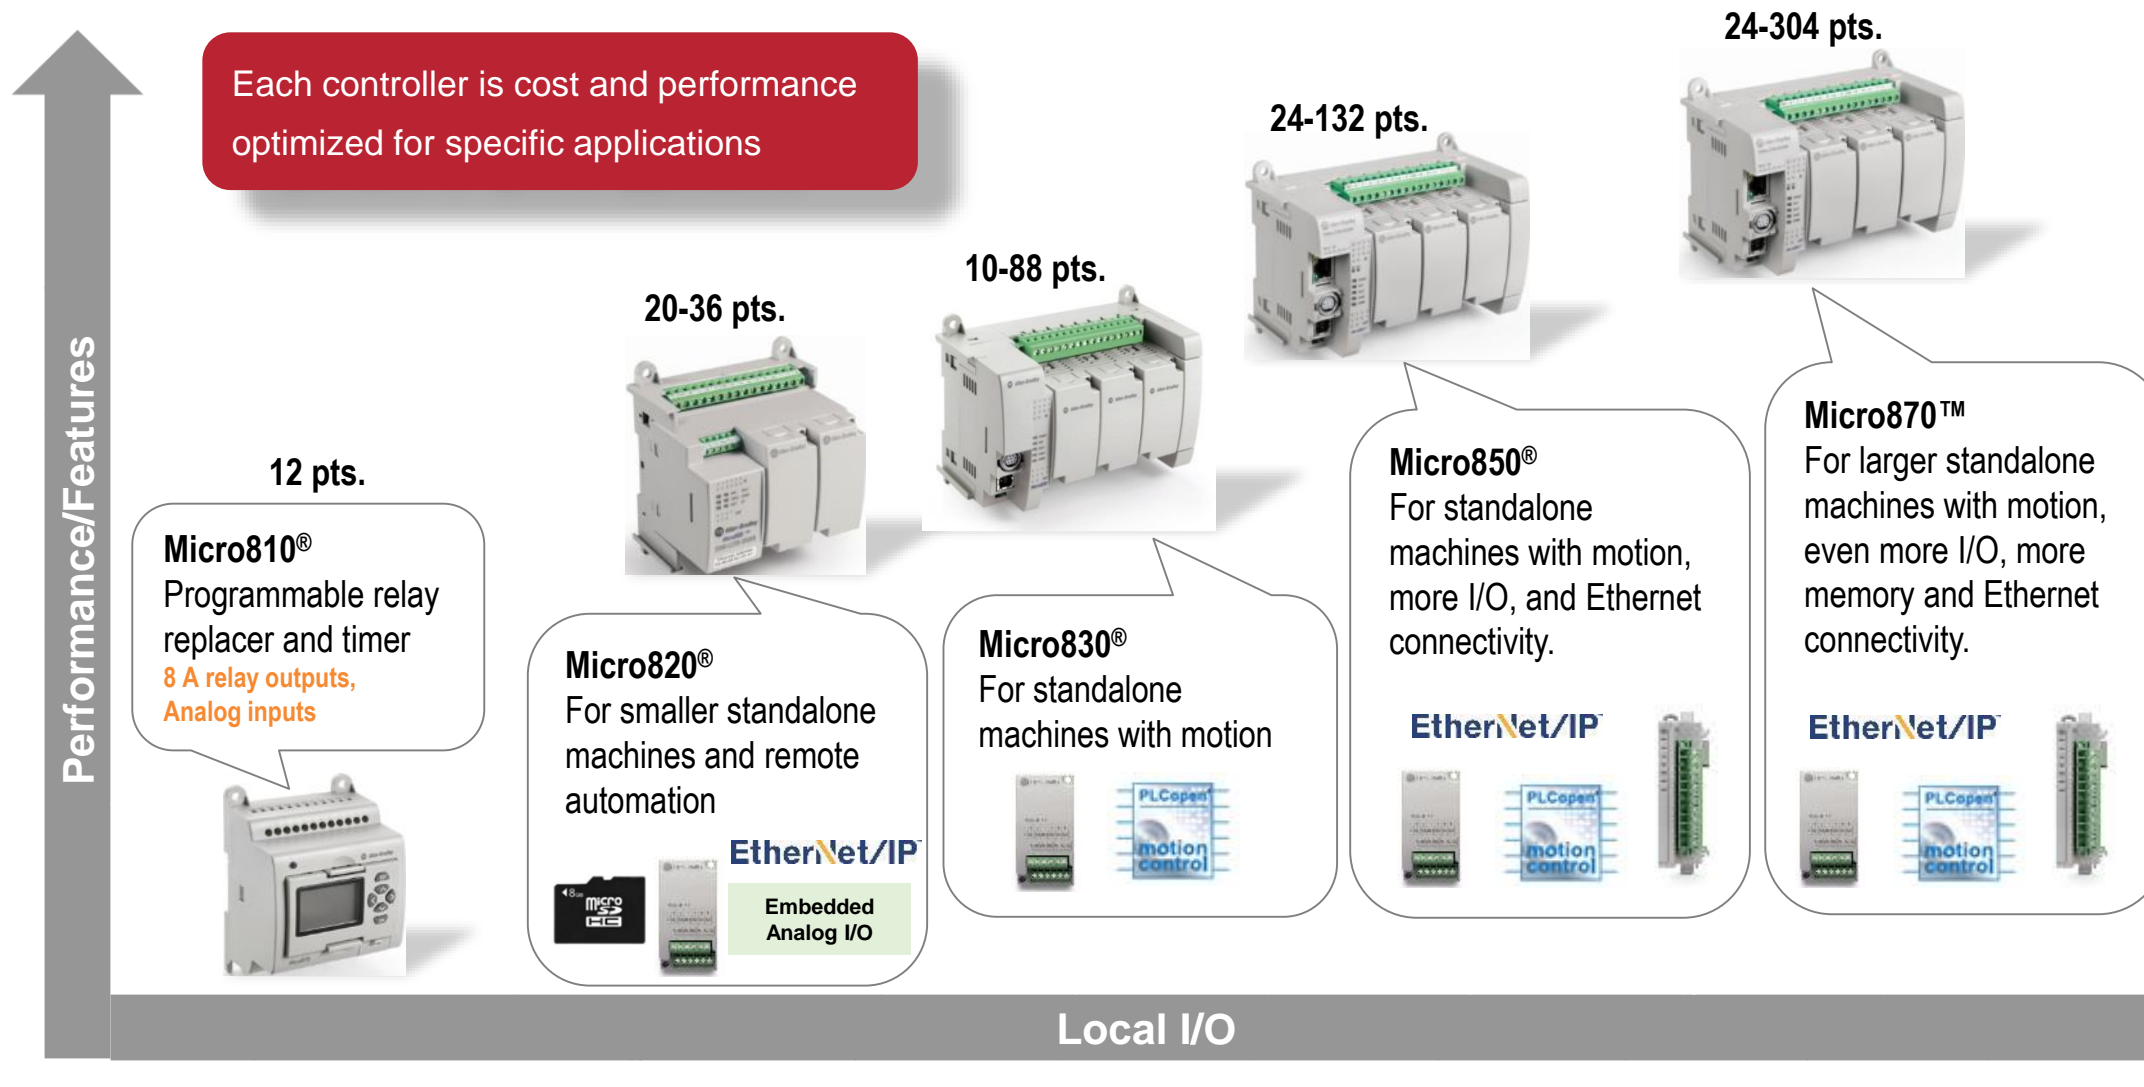 24-304 pts.
Each controller is cost and performance
optimized for specific applications
24-132 pts.
10-88 pts.
20-36 pts.
12 pts.
Performance/Features
Micro810®
Programmable relay
replacer and timer
8 A relay outputs,
Analog inputs
Micro820®
For smaller standalone
machines and remote
automation
EtherNet/IP
8GB
micro
SD
HC
Embedded
Analog I/O
Micro830®
For standalone
machines with motion
PLCopen
motion
control
Micro850®
For standalone
machines with motion,
more I/O, and Ethernet
connectivity.
EtherNet/IP
PLCopen
motion
control
Micro870™
For larger standalone
machines with motion,
even more I/O, more
memory and Ethernet
connectivity.
EtherNet/IP
PLCopen
motion
control
Local I/O